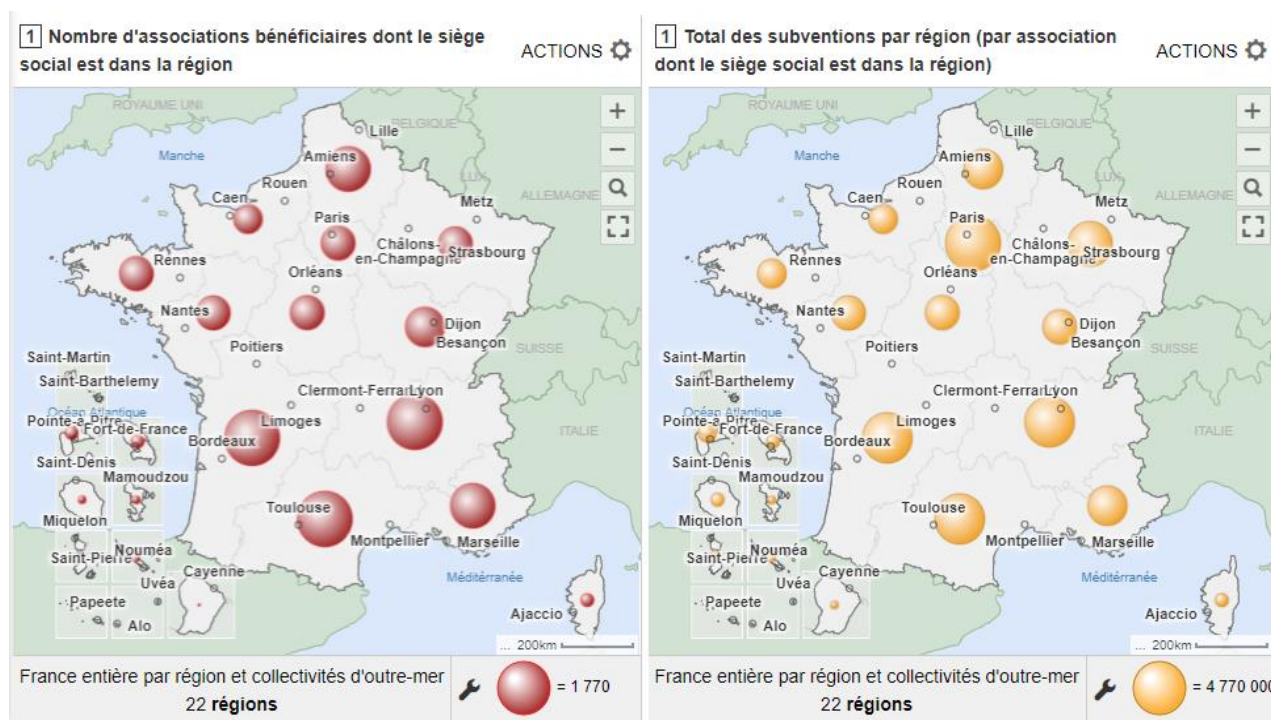 1 Nombre d'associations bénéficiaires dont le siège
social est dans la région
ACTIONS
ROYAUME UNI
Lille
BELGIQUE
Manche
Amiens
LUX
Rouen
ALLEMAGNE
Caen
Metz
Paris
Châlons-
en-Champagne
Strasbourg
Rennes
Orléans
Nantes
Dijon
Besançon
Poitiers
SUISSE
Saint-Martin
Saint-Barthelemy
Clermont-Ferran
Lyon
Océan Atlantique
Pointe-a-Pitre
Fort-de-France
Limoges
ITALIE
Bordeaux
Saint-Denis
Mamoudzou
Toulouse
Miquelon
Montpellier
Marseille
Saint-Pierre
Nouméa
Uvéa
Cayenne
Méditérranée
Papeete
Alo
Ajaccio
... 200km
France entière par région et collectivités d'outre-mer
22 régions
= 1 770
1 Total des subventions par région (par association
dont le siège social est dans la région)
ACTIONS
ROYAUME UNI
Lille
BELGIQUE
Manche
Amiens
LUX
Rouen
ALLEMAGNE
Caen
Metz
Paris
Châlons-
en-Champagne
Strasbourg
Rennes
Orléans
Nantes
Dijon
Besançon
Poitiers
SUISSE
Saint-Martin
Saint-Barthelemy
Clermont-Ferran
Lyon
Océan Atlantique
Pointe-a-Pitre
Fort-de-France
Limoges
ITALIE
Bordeaux
Saint-Denis
Mamoudzou
Toulouse
Miquelon
Montpellier
Marseille
Saint-Pierre
Nouméa
Uvéa
Cayenne
Méditérranée
Papeete
Alo
Ajaccio
... 200km
France entière par région et collectivités d'outre-mer
22 régions
= 4 770 000